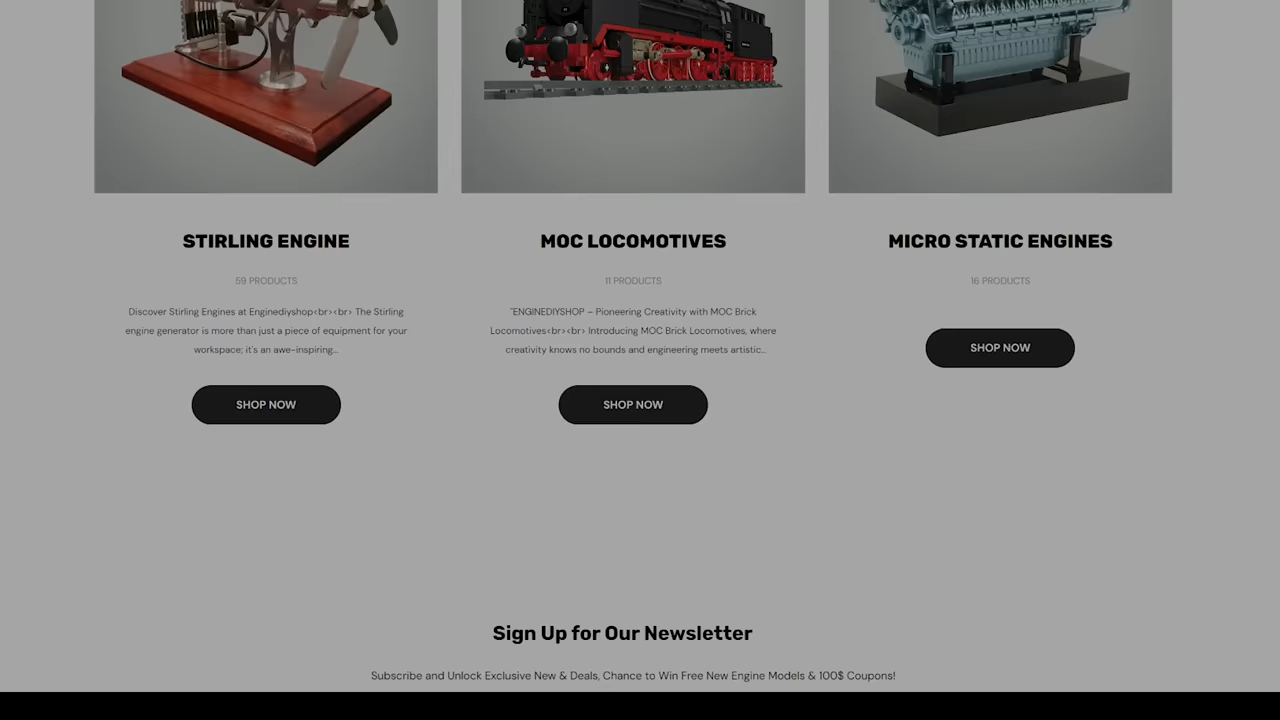 STIRLING ENGINE
59 PRODUCTS
Discover Stirling Engines at Enginediyshop<br><br> The Stirling
engine generator is more than just a piece of equipment for your
workspace; it's an awe-inspiring...
SHOP NOW
MOC LOCOMOTIVES
11 PRODUCTS
"ENGINEDIYSHOP – Pioneering Creativity with MOC Brick
Locomotives<br><br> Introducing MOC Brick Locomotives, where
creativity knows no bounds and engineering meets artistic...
SHOP NOW
MICRO STATIC ENGINES
16 PRODUCTS
SHOP NOW
Sign Up for Our Newsletter
Subscribe and Unlock Exclusive New & Deals, Chance to Win Free New Engine Models & 100$ Coupons!